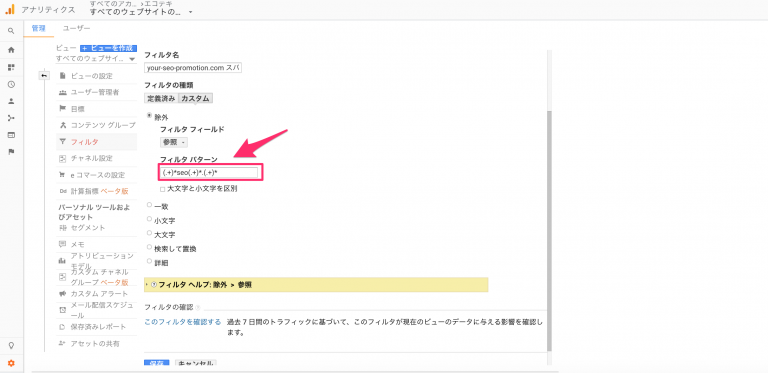 アナリティクス
すべてのアカ... >エコテキ
すべてのウェブサイトの...
管理
ユーザー
ビュー
+ ビューを作成
すべてのウェブサイ...
ビューの設定
ユーザー管理者
目標
コンテンツ グループ
フィルタ
チャネル設定
e コマースの設定
Dd 計算指標 ベータ版
パーソナル ツールおよ
びアセット
セグメント
メモ
アトリビューション
モデル
カスタム チャネル
グループ ベータ版
カスタム アラート
メール配信スケジュ
ール
保存済みレポート
アセットの共有
フィルタ名
your-seo-promotion.com スパ
フィルタの種類
定義済み
カスタム
除外
フィルタ フィールド
参照
フィルタ パターン
(.+)*seo(.+)*.(.+)*
大文字と小文字を区別
一致
小文字
大文字
検索して置換
詳細
フィルタ ヘルプ: 除外 > 参照
フィルタの確認
このフィルタを確認する
過去 7 日間のトラフィックに基づいて、このフィルタが現在のビューのデータに与える影響を確認しま
す。
保存
キャンセル